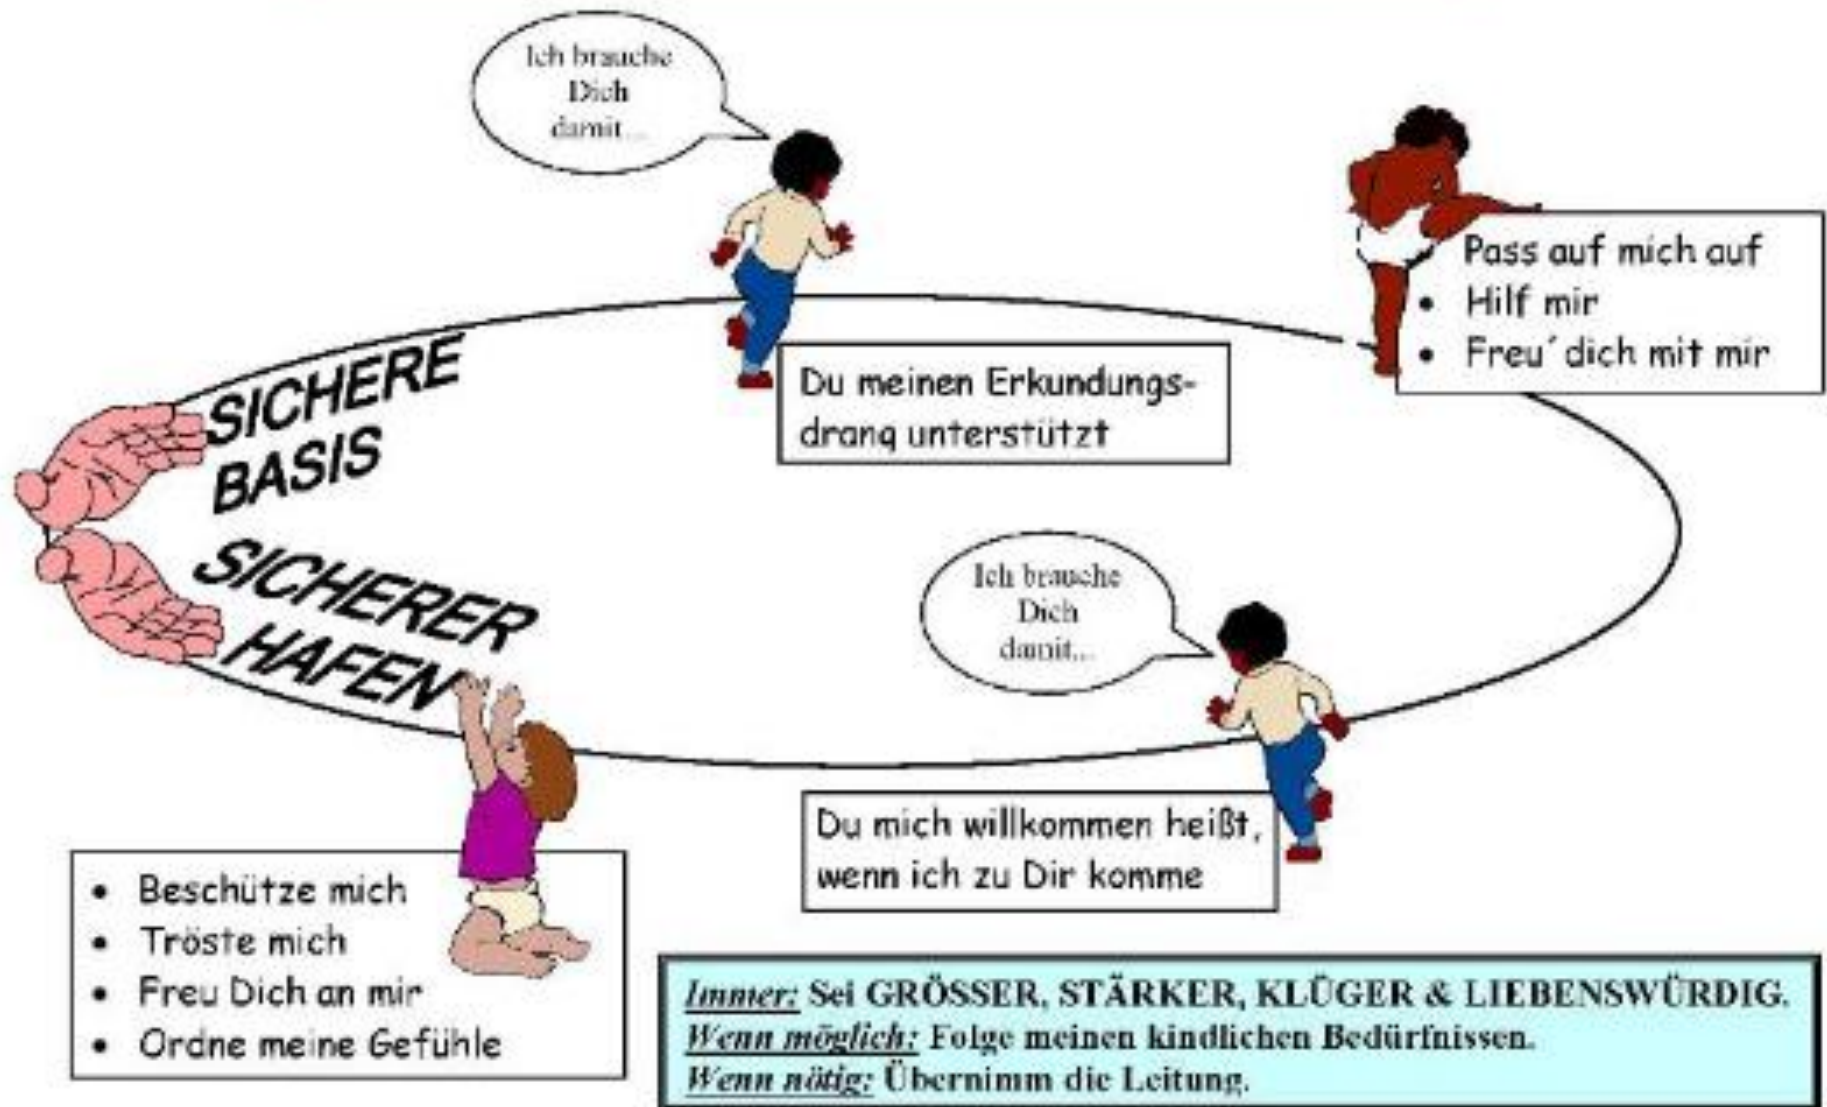 Ich brauche
Dich
damit...
Pass auf mich auf
• Hilf mir
• Freu´dich mit mir
SICHERE
BASIS
Du meinen Erkundungs-
drang unterstützt
SICHERER
HAFEN
Ich brauche
Dich
damit...
Du mich willkommen heißt,
wenn ich zu Dir komme
• Beschütze mich
• Tröste mich
• Freu Dich an mir
• Ordne meine Gefühle
Immer: Sei GRÖSSER, STÄRKER, KLÜGER & LIEBENSWÜRDIG.
Wenn möglich: Folge meinen kindlichen Bedürfnissen.
Wenn nötig: Übernimm die Leitung.